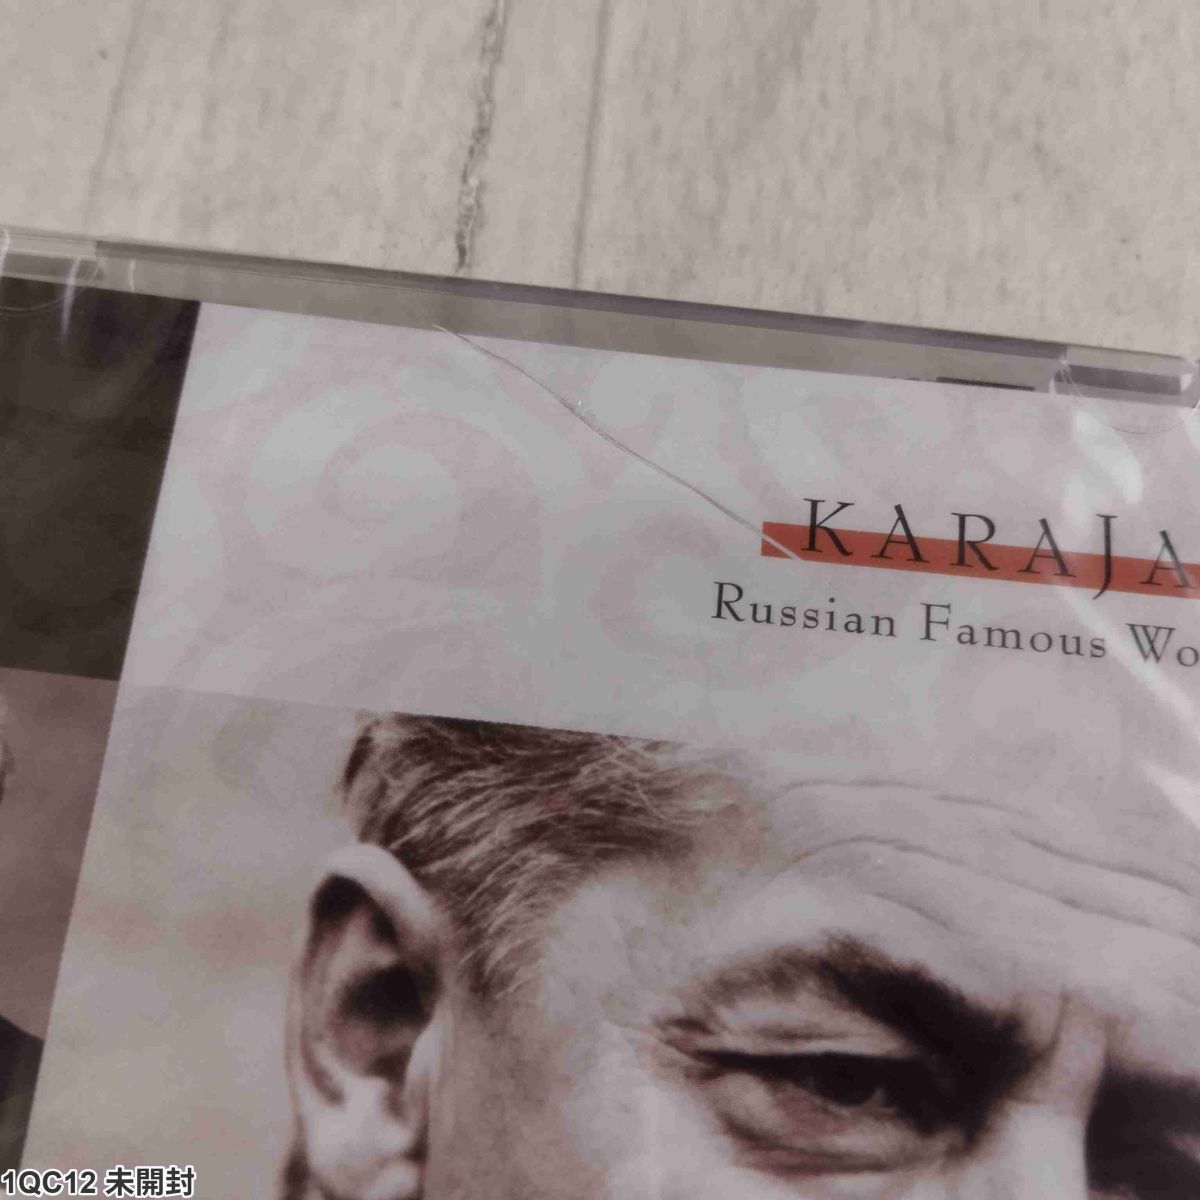 KARAJA
Russian Famous Wo
1QC12 未開封